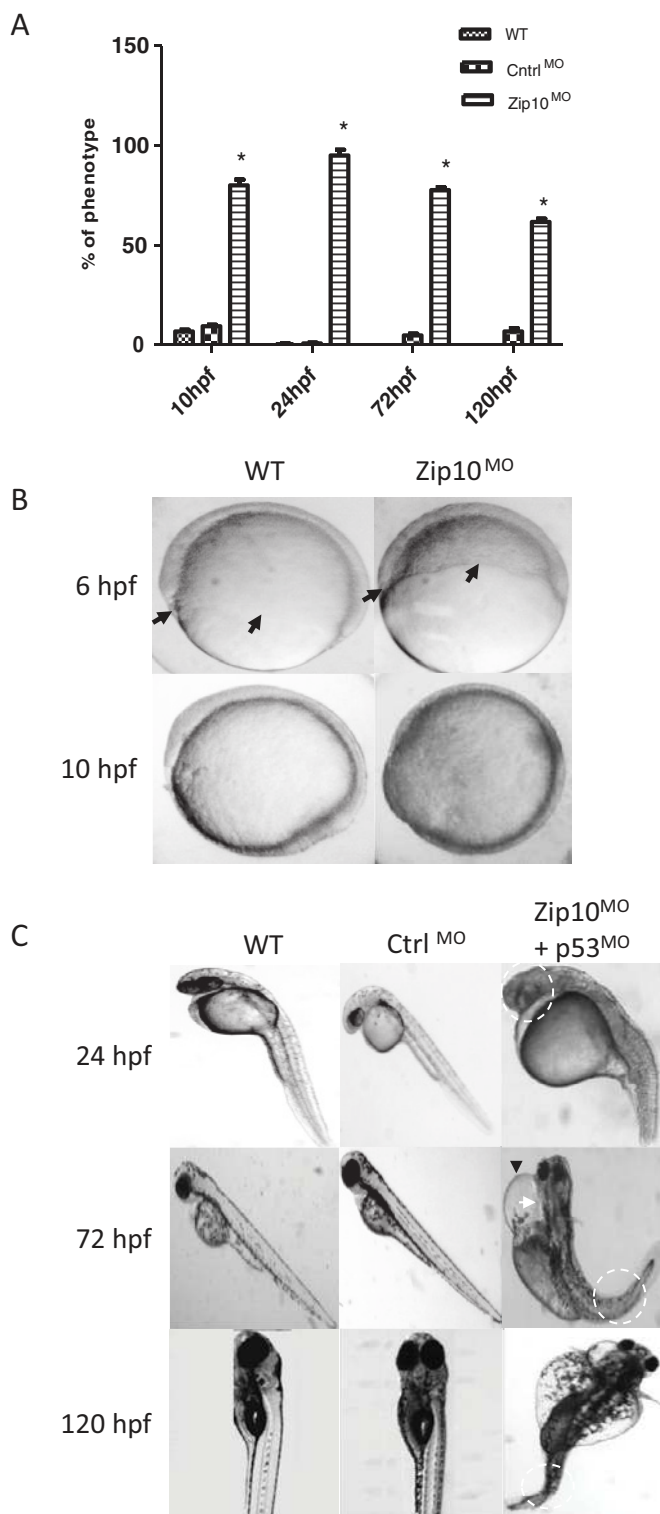 A
150
100
50
0
% of phenotype
WT
Cntrl MO
Zip10 MO
*
*
*
*
10hpf
24hpf
72hpf
120hpf
WT
Zip10 MO
B
6 hpf
10 hpf
C
WT
Ctrl MO
Zip10 MO
+ p53 MO
24 hpf
72 hpf
120 hpf